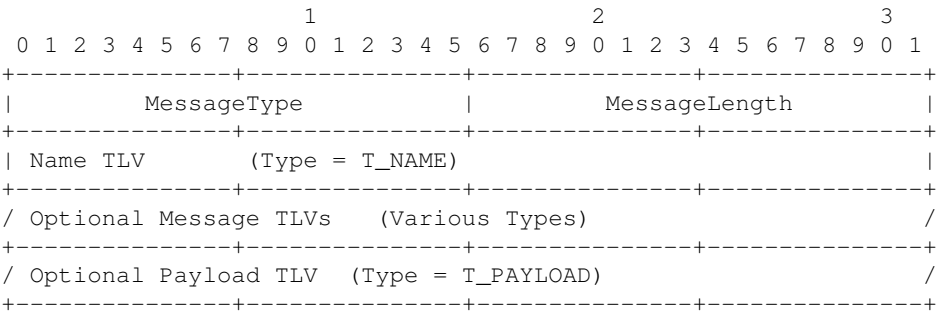 1                   2                   3
 0 1 2 3 4 5 6 7 8 9 0 1 2 3 4 5 6 7 8 9 0 1 2 3 4 5 6 7 8 9 0 1
+---------------+---------------+---------------+---------------+
|         MessageType           |         MessageLength         |
+---------------+---------------+---------------+---------------+
| Name TLV       (Type = T_NAME)                                |
+---------------+---------------+---------------+---------------+
/ Optional Message TLVs   (Various Types)                       /
+---------------+---------------+---------------+---------------+
/ Optional Payload TLV  (Type = T_PAYLOAD)                      /
+---------------+---------------+---------------+---------------+